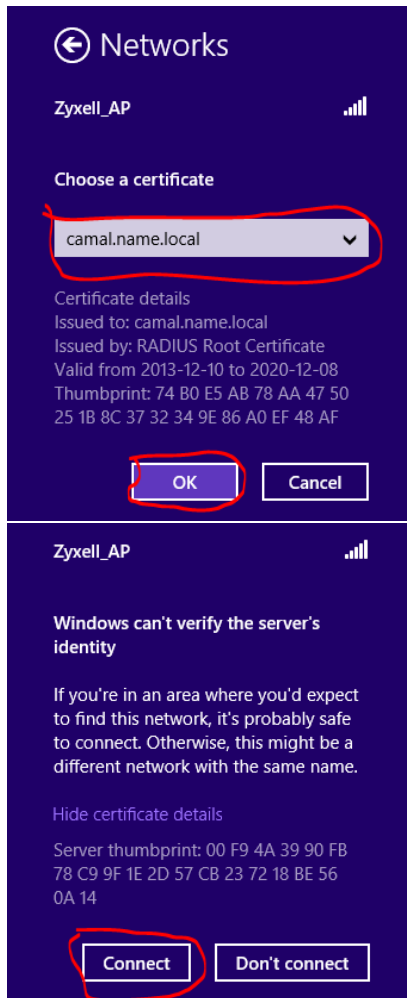 Networks
Zyxell_AP
Choose a certificate
camal.name.local
Certificate details
Issued to: camal.name.local
Issued by: RADIUS Root Certificate
Valid from 2013-12-10 to 2020-12-08
Thumbprint: 74 B0 E5 AB 78 AA 47 50
25 1B 8C 37 32 34 9E 86 A0 EF 48 AF
OK Cancel
Zyxell_AP
Windows can't verify the server's
identity
If you're in an area where you'd expect
to find this network, it's probably safe
to connect. Otherwise, this might be a
different network with the same name.
Hide certificate details
Server thumbprint: 00 F9 4A 39 90 FB
78 C9 9F 1E 2D 57 CB 23 72 18 BE 56
0A 14
Connect Don't connect